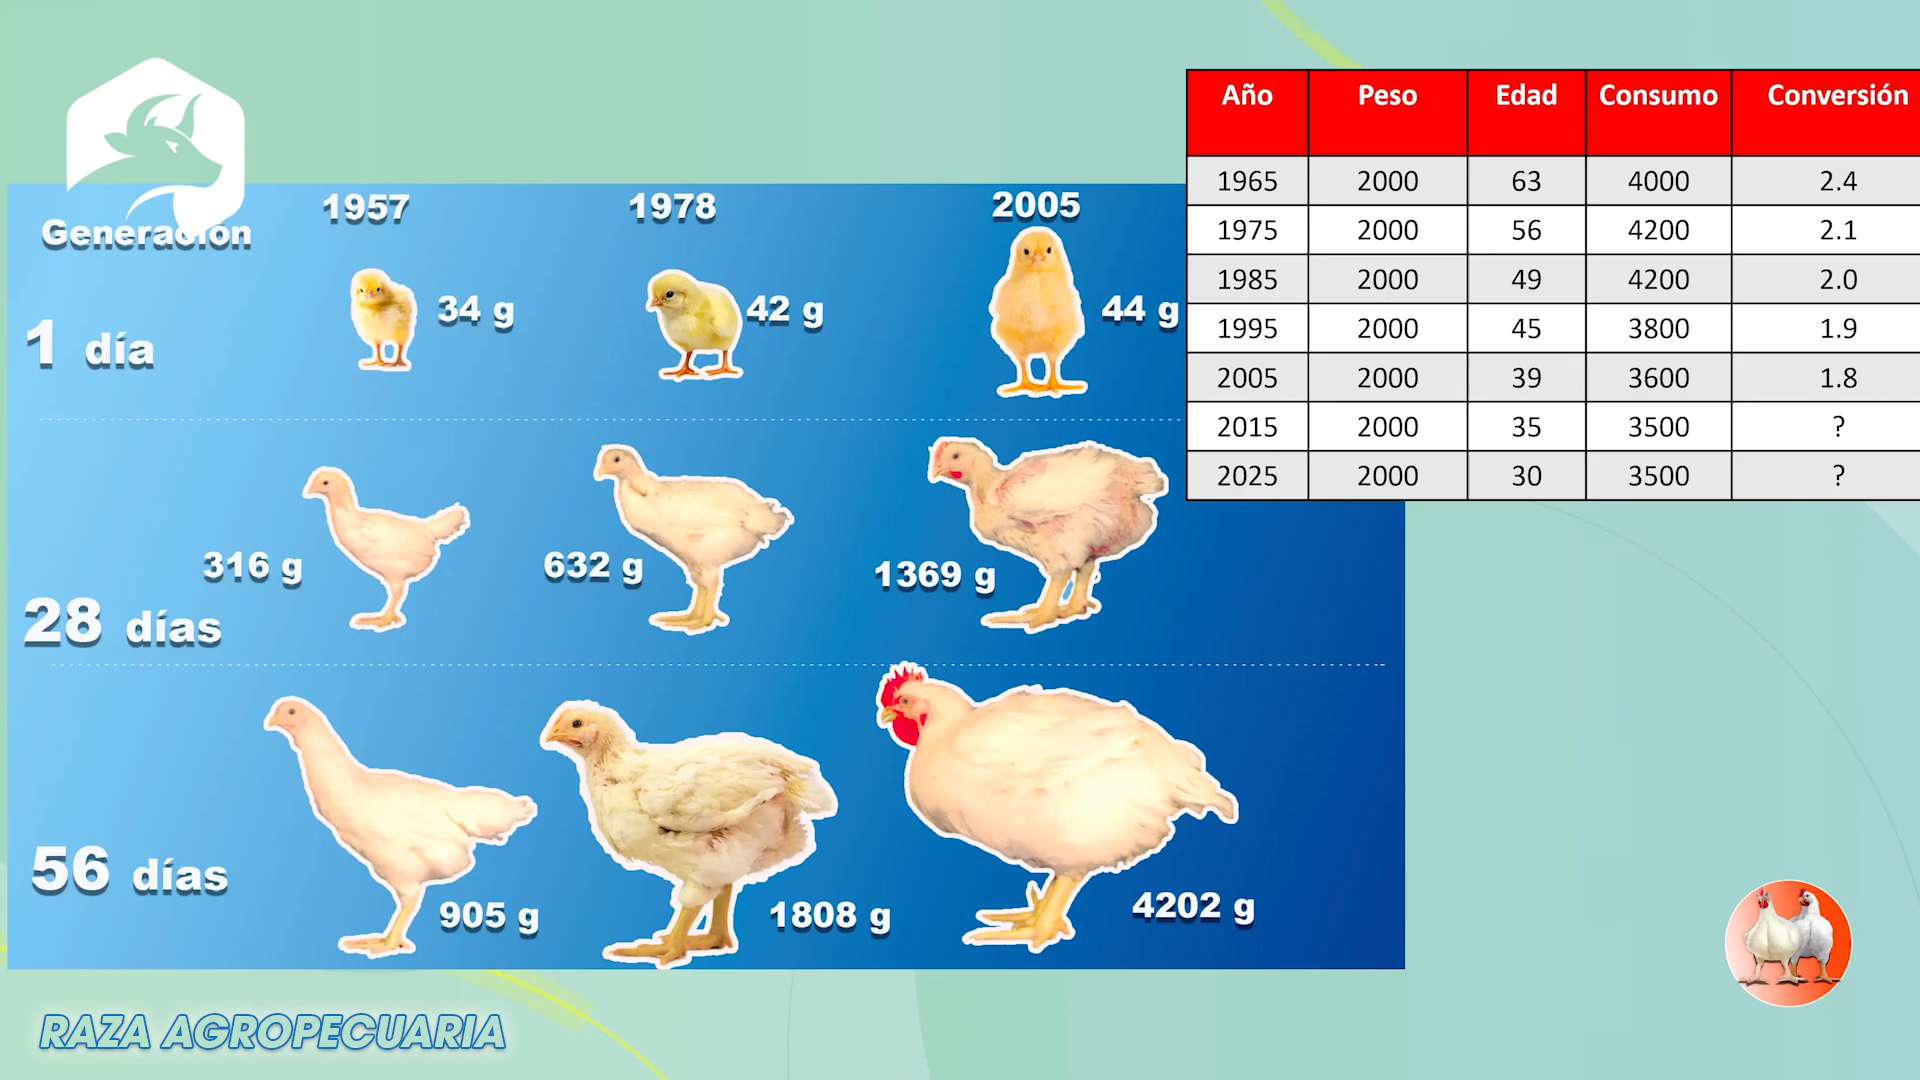 1957 1978 2005
Generación
34 g 42 g 44 g
1 día
316 g 632 g 1369 g
28 días
56 días
905 g 1808 g 4202 g
Año Peso Edad Consumo Conversión
1965 2000 63 4000 2.4
1975 2000 56 4200 2.1
1985 2000 49 4200 2.0
1995 2000 45 3800 1.9
2005 2000 39 3600 1.8
2015 2000 35 3500 ?
2025 2000 30 3500 ?
RAZA AGROPECUARIA